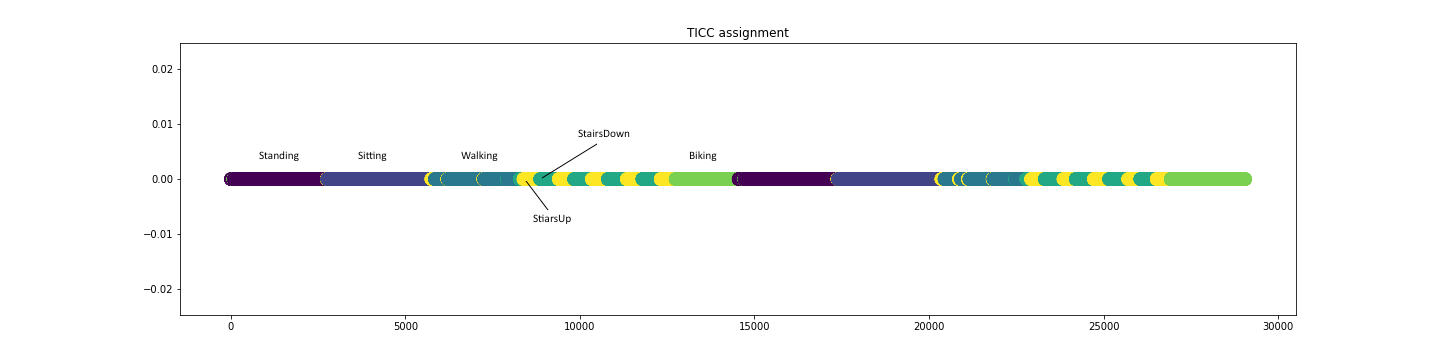 TICC assignment
0.02
0.01
StairsDown
Standing
Sitting
Walking
Biking
0.00
StiarsUp
−0.01
−0.02
0
5000
10000
15000
20000
25000
30000